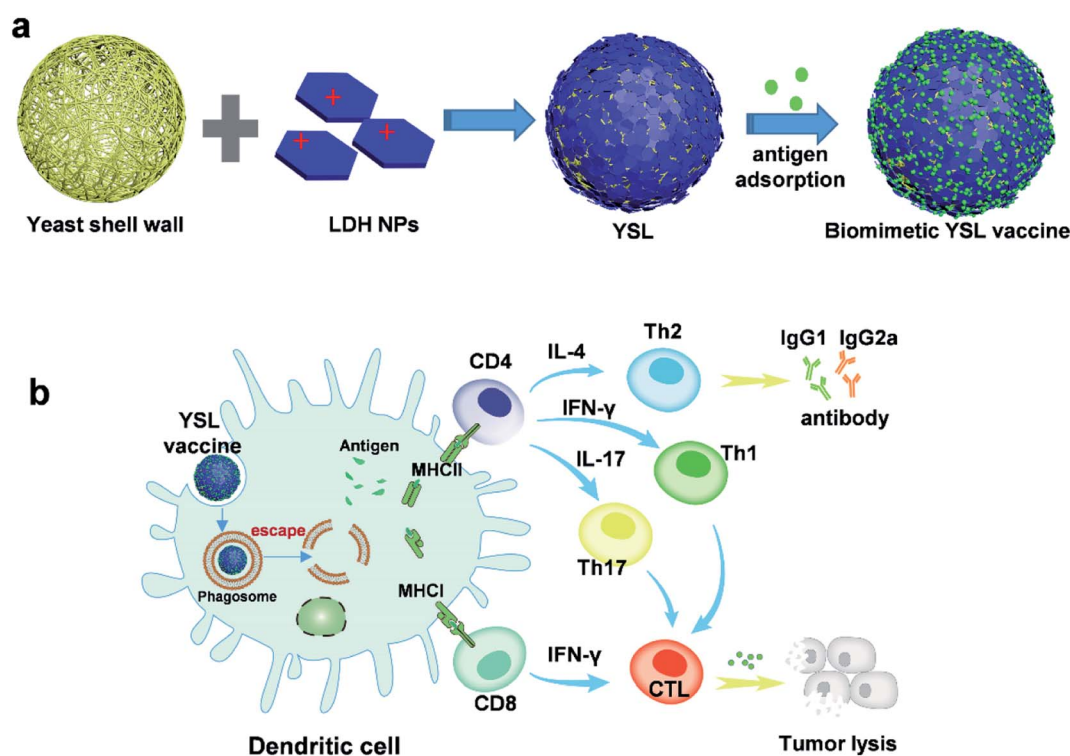 a
+
+
+
antigen
adsorption
Yeast shell wall
LDH NPs
YSL
Biomimetic YSL vaccine
b
YSL
vaccine
Antigen
escape
Phagosome
MHCII
MHCI
CD4
CD8
IL-4
IFN-γ
IL-17
Th2
Th1
Th17
IFN-γ
CTL
IgG1
IgG2a
antibody
Dendritic cell
Tumor lysis